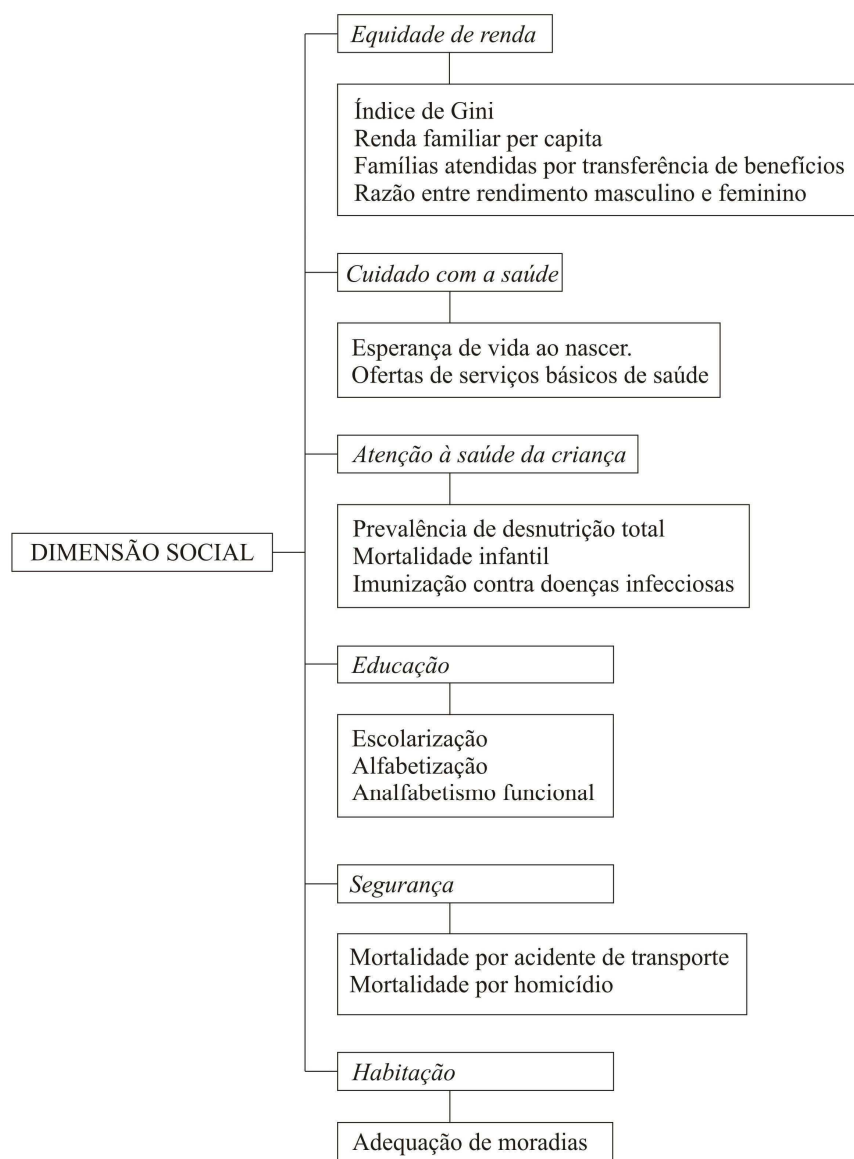 Equidade de renda
Índice de Gini
Renda familiar per capita
Famílias atendidas por transferência de benefícios
Razão entre rendimento masculino e feminino
Cuidado com a saúde
Esperança de vida ao nascer.
Ofertas de serviços básicos de saúde
Atenção à saúde da criança
Prevalência de desnutrição total
Mortalidade infantil
Imunização contra doenças infecciosas
DIMENSÃO SOCIAL
Educação
Escolarização
Alfabetização
Analfabetismo funcional
Segurança
Mortalidade por acidente de transporte
Mortalidade por homicídio
Habitação
Adequação de moradias